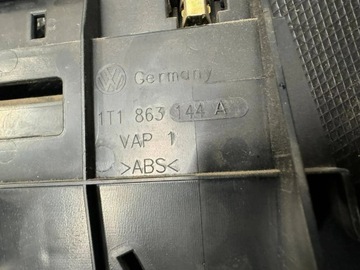 Germany
1T1 863 144 A
VAP 1
>ABS<